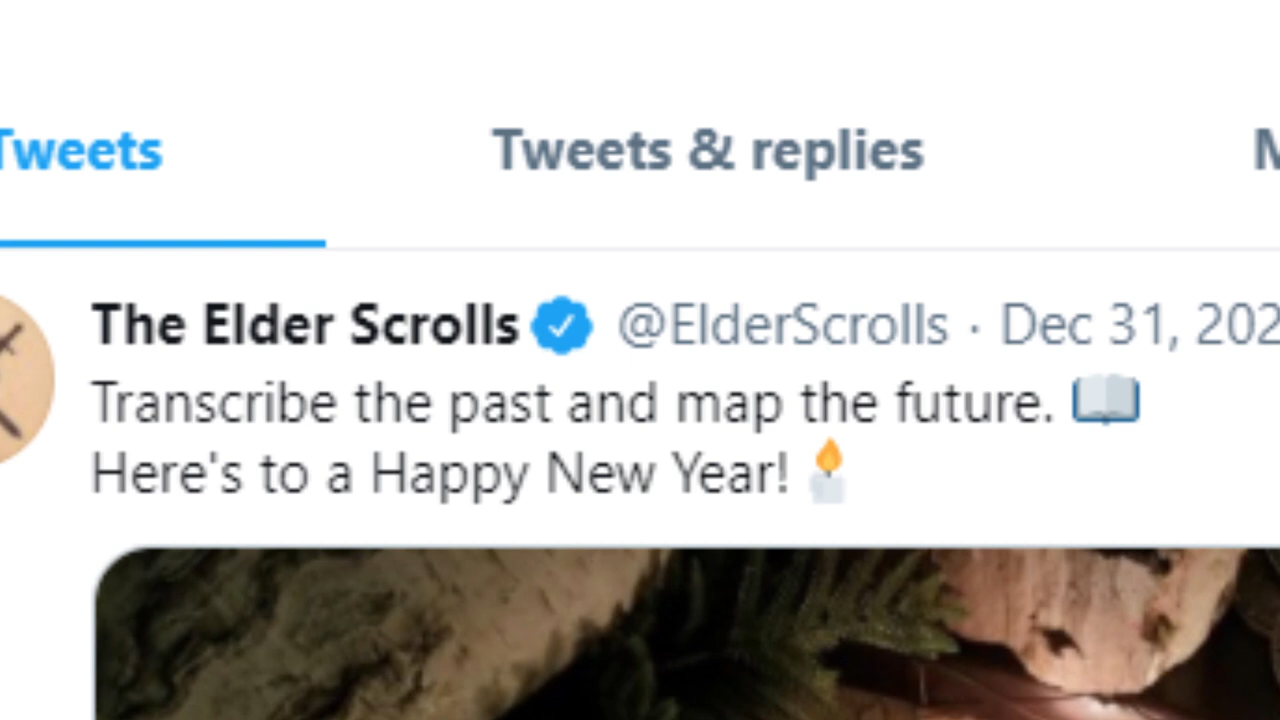 Tweets Tweets & replies
The Elder Scrolls @ElderScrolls · Dec 31, 202
Transcribe the past and map the future. 📖
Here's to a Happy New Year! 🕯️